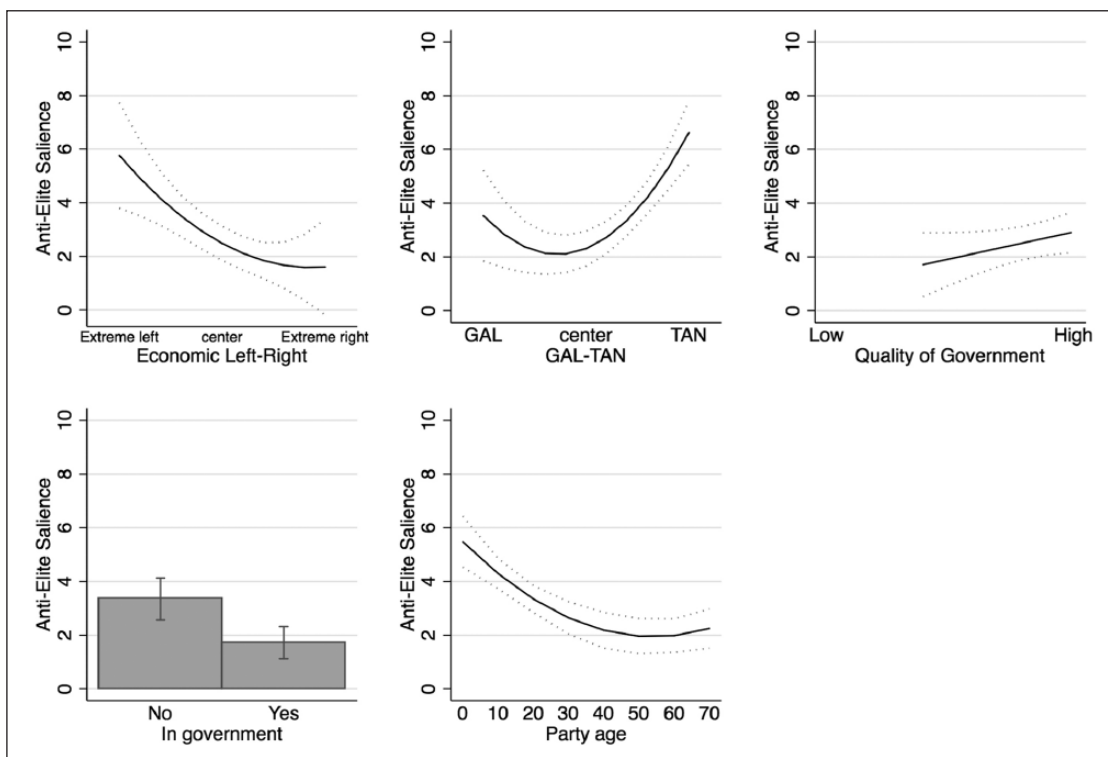 Anti-Elite Salience
10
8
6
4
2
0
Extreme left center Extreme right
Economic Left-Right
Anti-Elite Salience
10
8
6
4
2
0
GAL center TAN
GAL-TAN
Anti-Elite Salience
10
8
6
4
2
0
Low High
Quality of Government
Anti-Elite Salience
10
8
6
4
2
0
No Yes
In government
Anti-Elite Salience
10
8
6
4
2
0
0 10 20 30 40 50 60 70
Party age